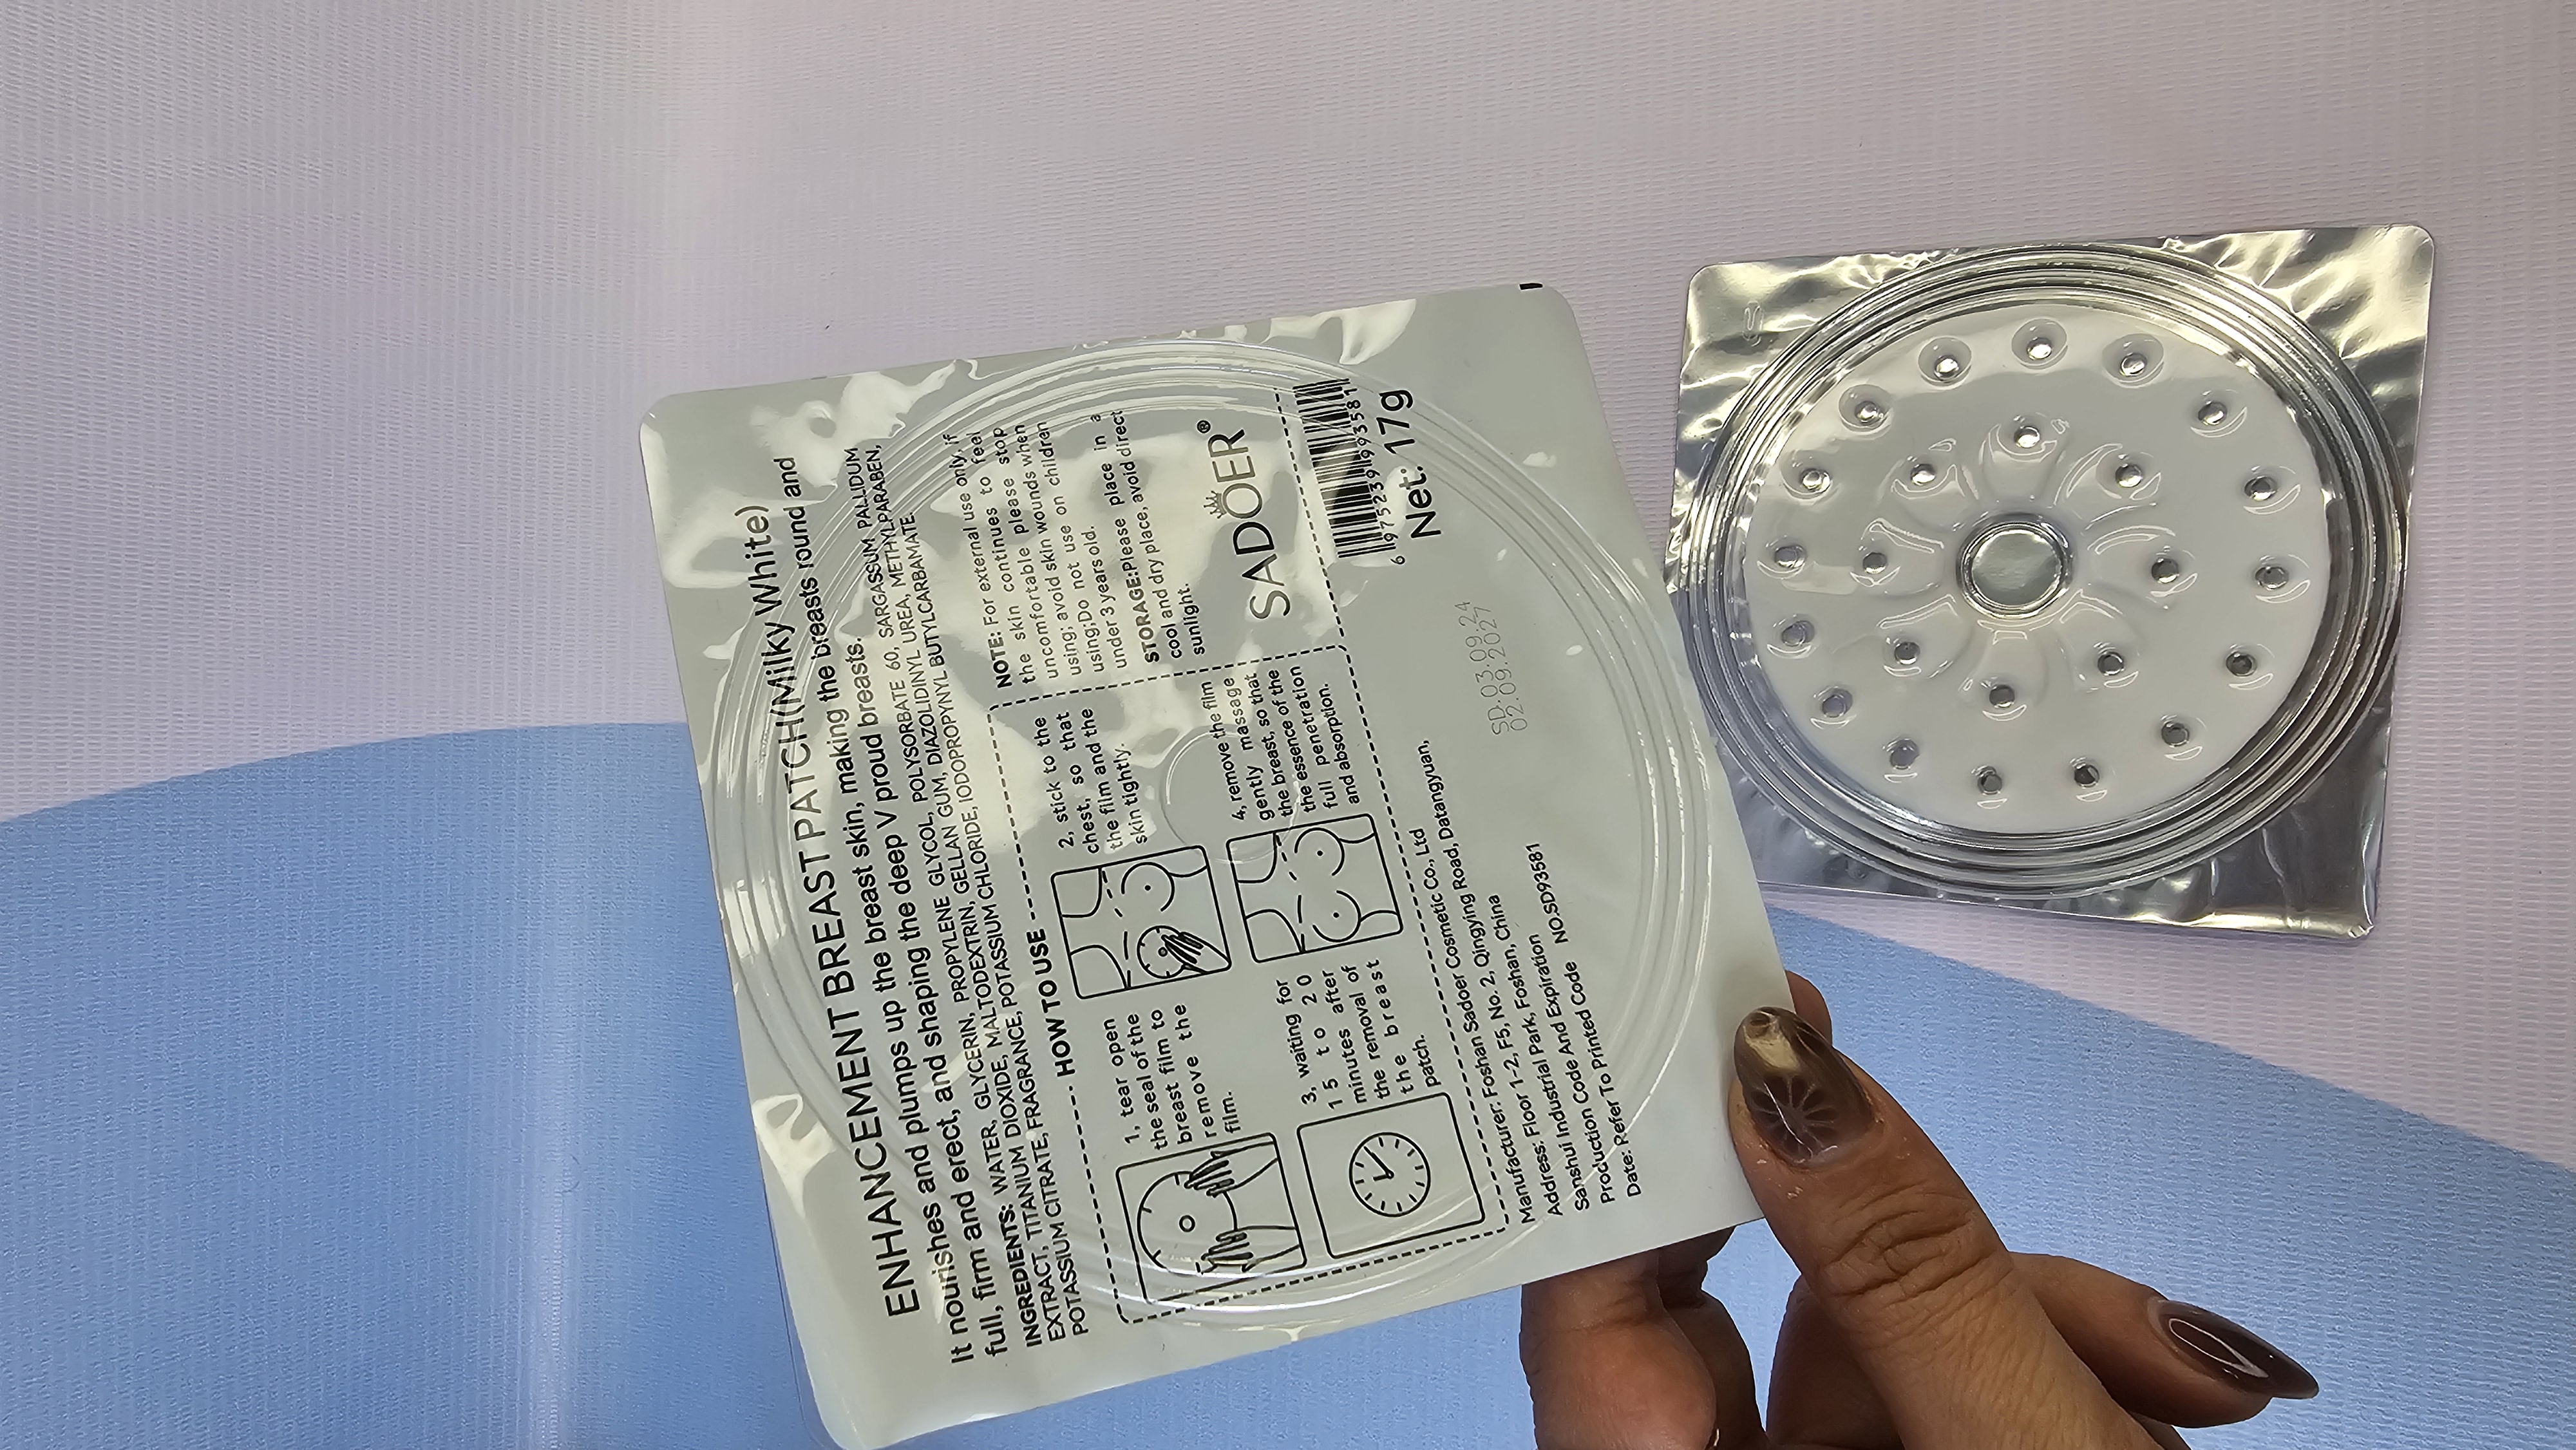 ENHANCEMENT BREAST PATCH(Milky White)
It nourishes and plumps up the breast skin, making the breasts round and
full, firm and erect, and shaping the deep V proud breasts.
INGREDIENTS: WATER, GLYCERIN, PROPYLENE GLYCOL, POLYSORBATE 60, SARGASSUM PALLIDUM
EXTRACT, TITANIUM DIOXIDE, MALTODEXTRIN, GELLAN GUM, DIAZOLIDINYL UREA, METHYLPARABEN,
POTASSIUM CITRATE, FRAGRANCE, POTASSIUM CHLORIDE, IODOPROPYNYL BUTYLCARBAMATE.
HOW TO USE
1, tear open
the seal of the
breast film to
remove the
film.
2, stick to the
chest, so that
the film and the
skin tightly.
3, waiting for
15 to 20
minutes after
the removal of
the breast
patch.
4, remove the film
gently massage
the breast, so that
the essence of the
full penetration
and absorption.
NOTE: For external use only, if
the skin continues to feel
uncomfortable please stop
using; avoid skin wounds when
using;Do not use on children
under 3 years old.
STORAGE:Please place in a
cool and dry place, avoid direct
sunlight.
SADOER®
6 975239 993581
Net: 17g
Manufacturer: Foshan Sadoer Cosmetic Co., Ltd
Address: Floor 1-2, F5, No. 2, Qingying Road, Datangyuan,
Sanshui Industrial Park, Foshan, China
Production Code And Expiration
Date: Refer To Printed Code NO.SD93581
SD.03.09.24
02.09.2027